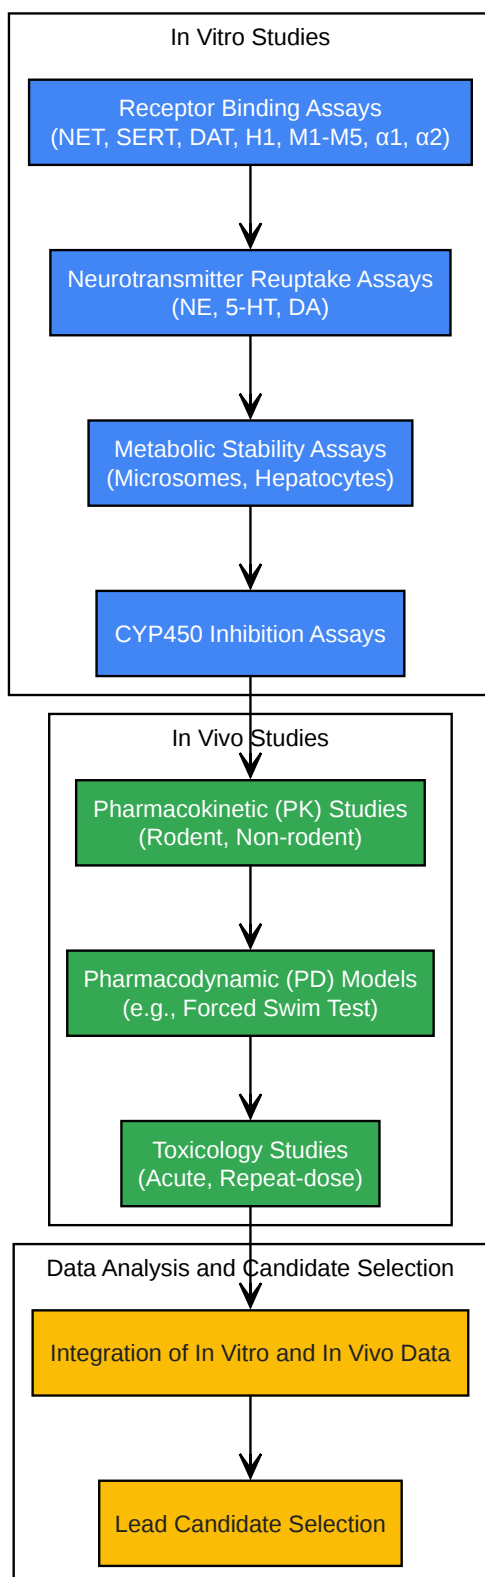 In Vitro Studies
Receptor Binding Assays
(NET, SERT, DAT, H1, M1-M5, α1, α2)
Neurotransmitter Reuptake Assays
(NE, 5-HT, DA)
Metabolic Stability Assays
(Microsomes, Hepatocytes)
CYP450 Inhibition Assays
In Vivo Studies
Pharmacokinetic (PK) Studies
(Rodent, Non-rodent)
Pharmacodynamic (PD) Models
(e.g., Forced Swim Test)
Toxicology Studies
(Acute, Repeat-dose)
Data Analysis and Candidate Selection
Integration of In Vitro and In Vivo Data
Lead Candidate Selection